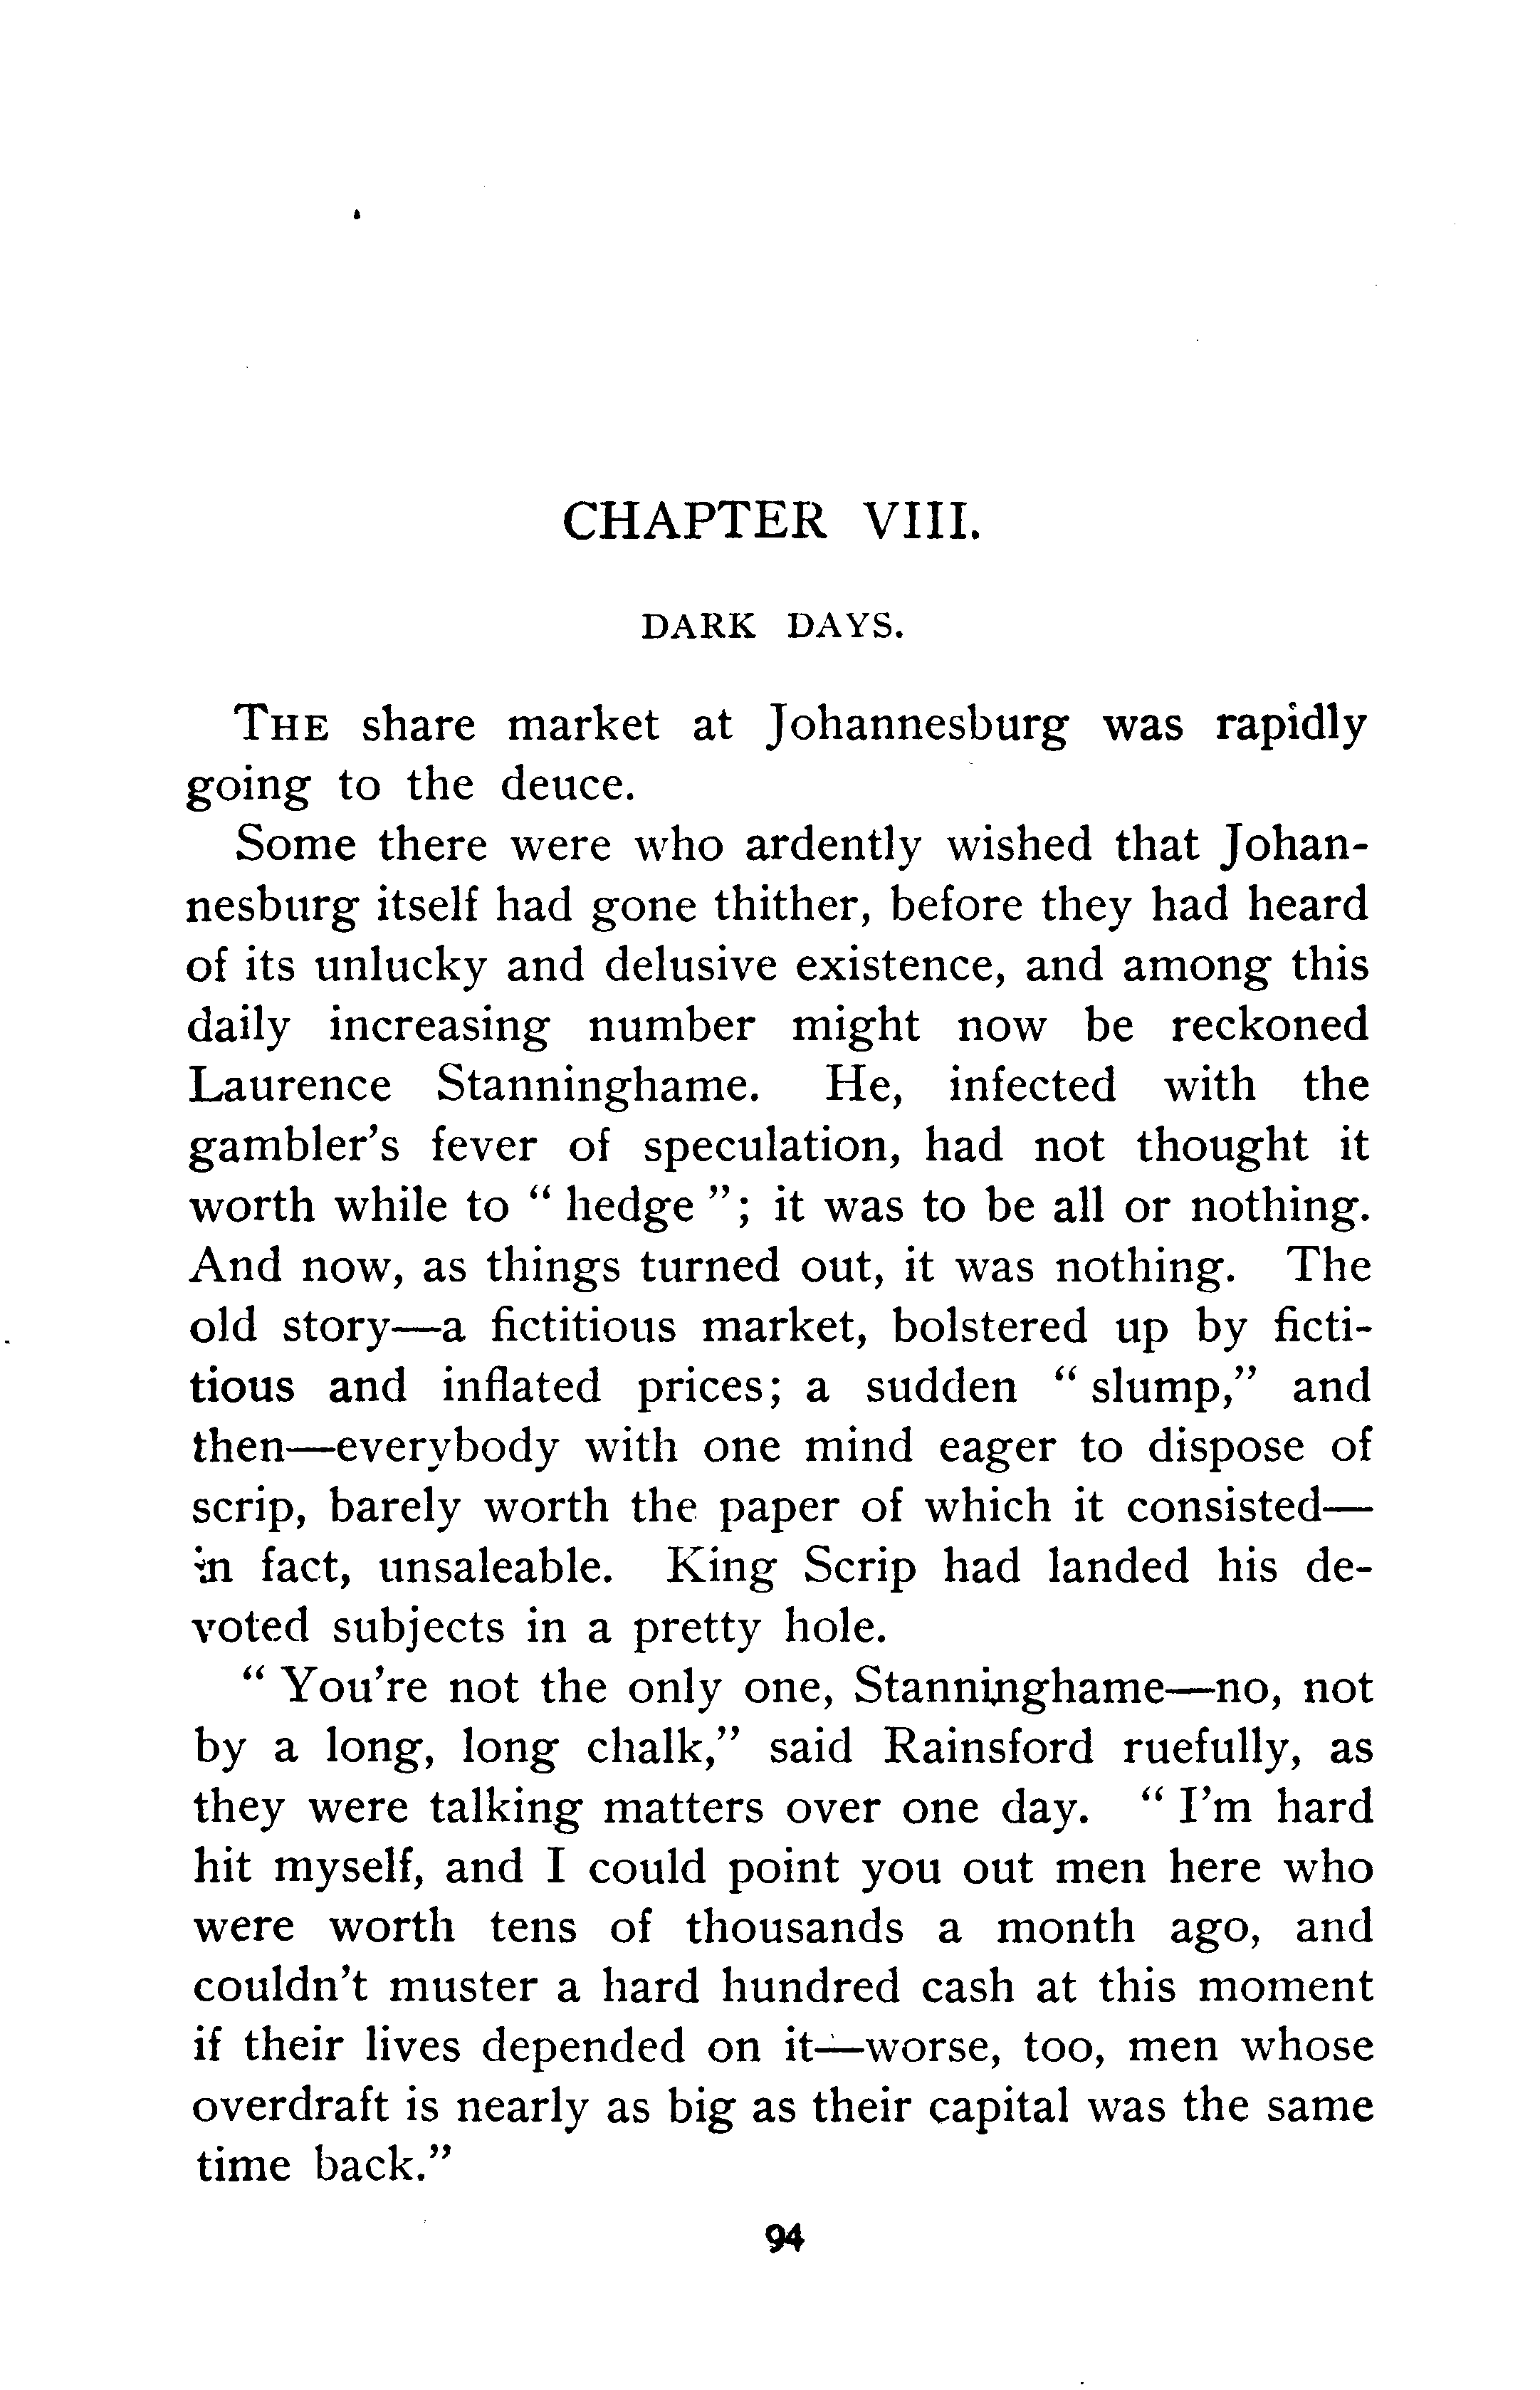 CHAPTER VIII.
DARK DAYS.
THE share market at Johannesburg was rapidly
going to the deuce.
Some there were who ardently wished that Johan-
nesburg itself had gone thither, before they had heard
of its unlucky and delusive existence, and among this
daily increasing number might now be reckoned
Laurence Stanninghame. He, infected with the
gambler's fever of speculation, had not thought it
worth while to " hedge "; it was to be all or nothing.
And now, as things turned out, it was nothing. The
old story—a fictitious market, bolstered up by ficti-
tious and inflated prices; a sudden " slump," and
then—everybody with one mind eager to dispose of
scrip, barely worth the paper of which it consisted—
in fact, unsaleable. King Scrip had landed his de-
voted subjects in a pretty hole.
" You're not the only one, Stanninghame—no, not
by a long, long chalk," said Rainsford ruefully, as
they were talking matters over one day. " I'm hard
hit myself, and I could point you out men here who
were worth tens of thousands a month ago, and
couldn't muster a hard hundred cash at this moment
if their lives depended on it—worse, too, men whose
overdraft is nearly as big as their capital was the same
time back."
94